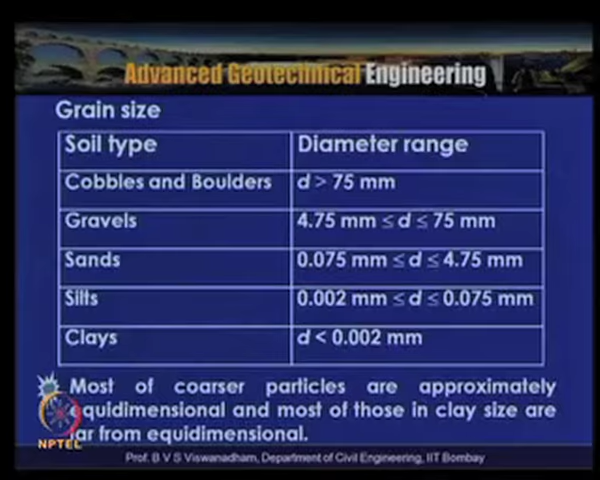 Advanced Geotechnical Engineering
Grain size
Soil type Diameter range
Cobbles and Boulders d > 75 mm
Gravels 4.75 mm ≤ d ≤ 75 mm
Sands 0.075 mm ≤ d ≤ 4.75 mm
Silts 0.002 mm ≤ d ≤ 0.075 mm
Clays d < 0.002 mm
Most of coarser particles are approximately
equidimensional and most of those in clay size are
far from equidimensional.
NPTEL
Prof. B V S Viswanadham, Department of Civil Engineering, IIT Bombay